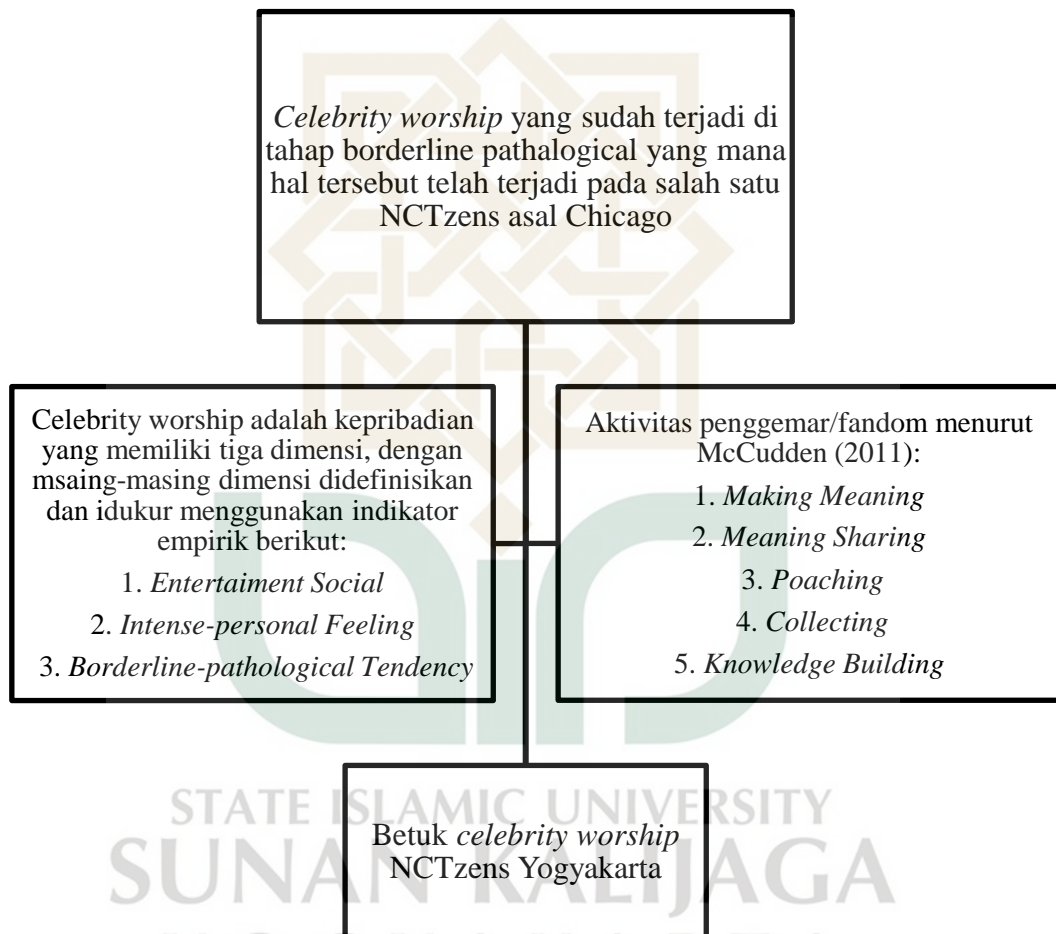 Celebrity worship yang sudah terjadi di
tahap borderline pathalogical yang mana
hal tersebut telah terjadi pada salah satu
NCTzens asal Chicago
Celebrity worship adalah kepribadian
yang memiliki tiga dimensi, dengan
msaing-masing dimensi didefinisikan
dan idukur menggunakan indikator
empirik berikut:
1. Entertaiment Social
2. Intense-personal Feeling
3. Borderline-pathological Tendency
Aktivitas penggemar/fandom menurut
McCudden (2011):
1. Making Meaning
2. Meaning Sharing
3. Poaching
4. Collecting
5. Knowledge Building
Betuk celebrity worship
NCTzens Yogyakarta
STATE ISLAMIC UNIVERSITY
SUNAN KALIJAGA